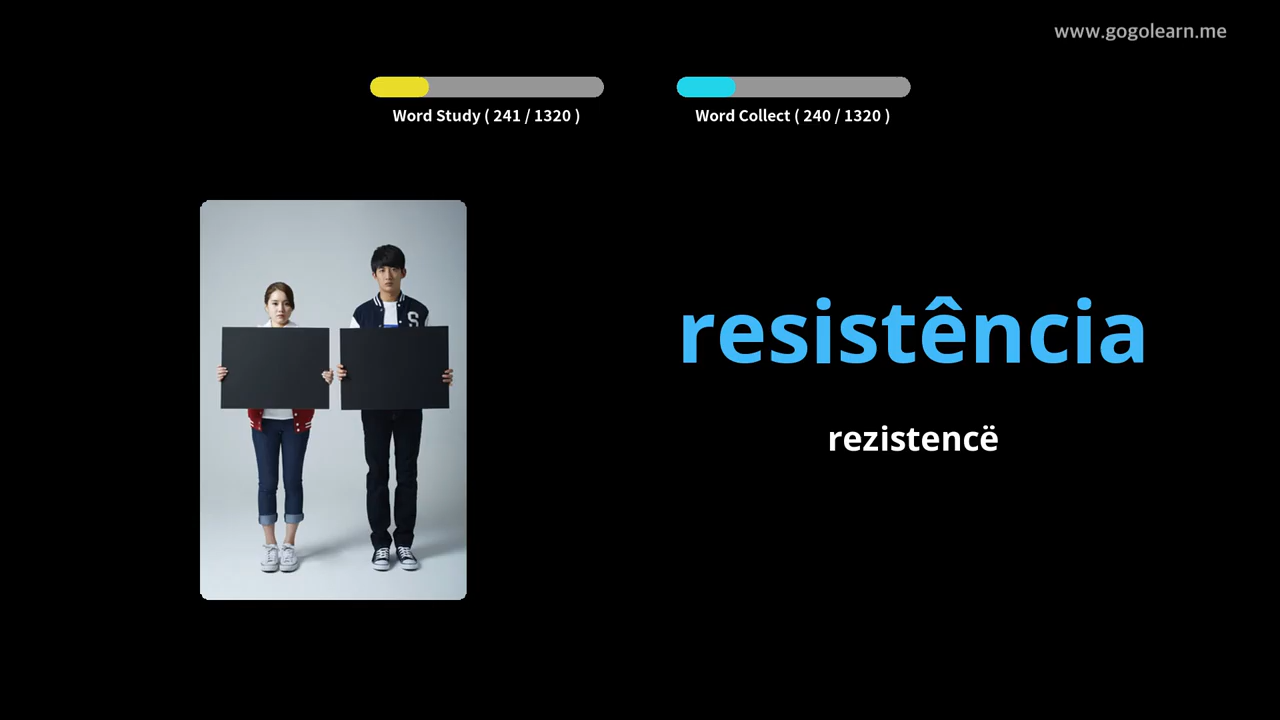 www.gogolearn.me
Word Study ( 241 / 1320 )
Word Collect ( 240 / 1320 )
S
resistência
rezistencë